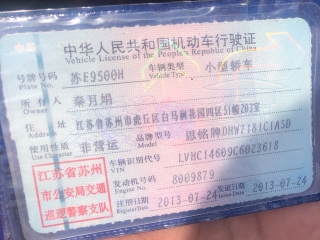 中华人民共和国机动车行驶证
Vehicle License of the People's Republic of China
号牌号码 苏E9500H 车辆类型 小型轿车
Plate No. Vehicle Type
所有人 秦月娟
Owner
住址 江苏省苏州市虎丘区白马涧花园四区51幢203室
Address
使用性质 非营运 品牌型号 思铭牌DHW7181C1ASD
Use Character Model
江苏省苏州 车辆识别代号 LVHC14609C6023618
VIN
市公安局交通 发动机号码 8009879
Engine No.
巡逻警察支队 注册日期 2013-07-24 发证日期 2013-07-24
Register Date Issue Date